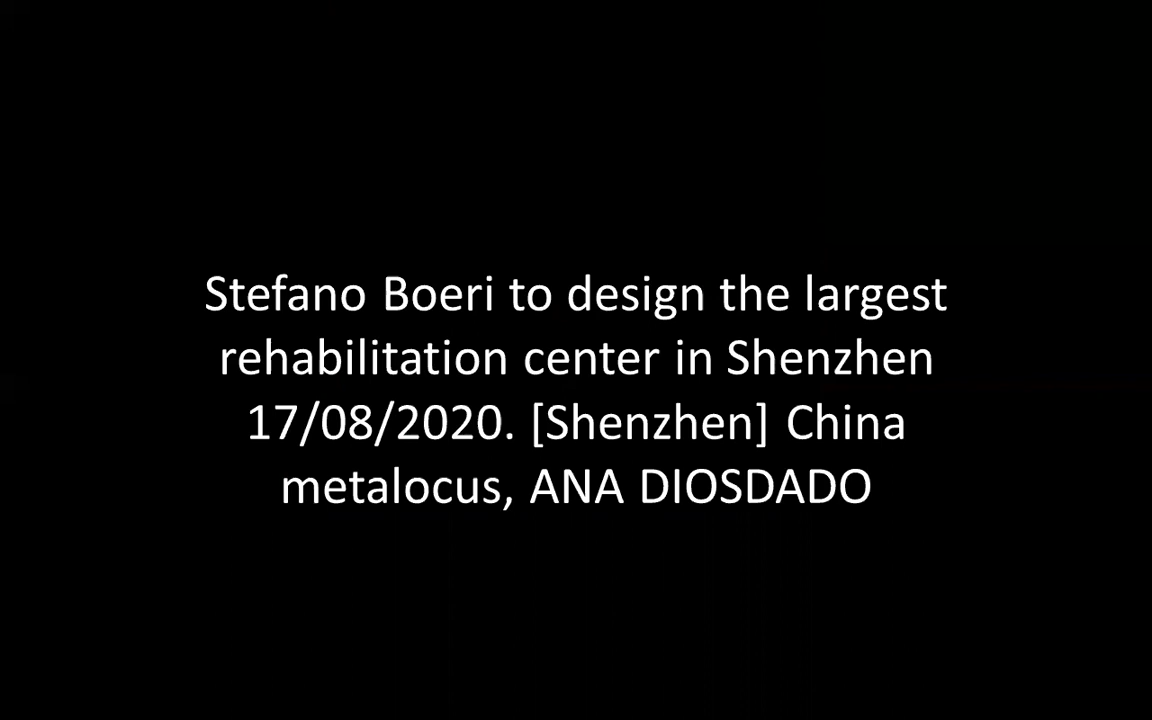 Stefano Boeri to design the largest
rehabilitation center in Shenzhen
17/08/2020. [Shenzhen] China
metalocus, ANA DIOSDADO